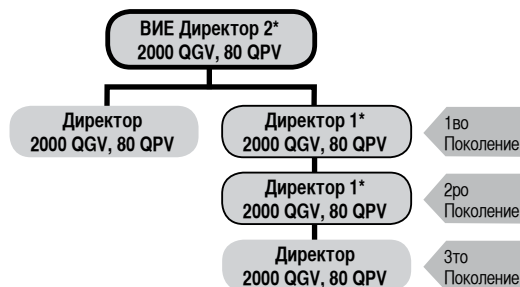 ВИЕ Директор 2*
2000 QGV, 80 QPV
Директор
2000 QGV, 80 QPV
Директор 1*
2000 QGV, 80 QPV
1во
Поколение
Директор 1*
2000 QGV, 80 QPV
2ро
Поколение
Директор
2000 QGV, 80 QPV
3то
Поколение